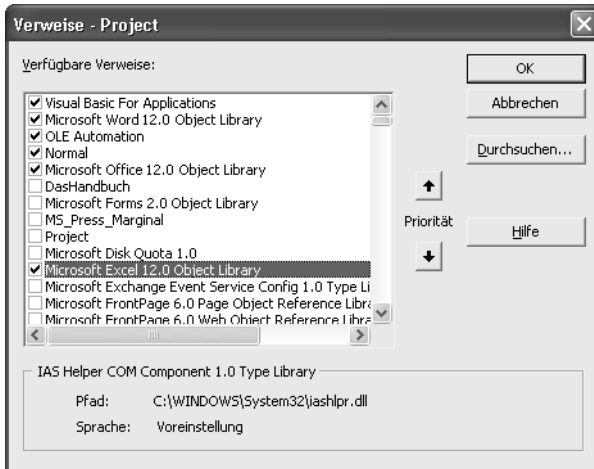 Verweise - Project
Verfügbare Verweise:
Visual Basic For Applications
Microsoft Word 12.0 Object Library
OLE Automation
Normal
Microsoft Office 12.0 Object Library
DasHandbuch
Microsoft Forms 2.0 Object Library
MS_Press_Marginal
Project
Microsoft Disk Quota 1.0
Microsoft Excel 12.0 Object Library
Microsoft Exchange Event Service Config 1.0 Type Li
Microsoft FrontPage 6.0 Page Object Reference Libra
Microsoft FrontPage 6.0 Web Object Reference Libra
Priorität
OK
Abbrechen
Durchsuchen...
Hilfe
IAS Helper COM Component 1.0 Type Library
Pfad: C:\WINDOWS\System32\iashlpr.dll
Sprache: Voreinstellung